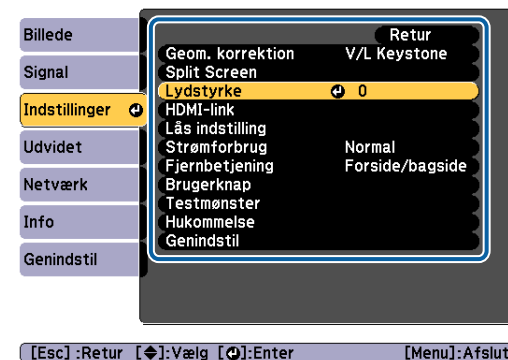 Billede
Signal
Indstillinger
Udvidet
Netværk
Info
Genindstil
Retur
Geom. korrektion V/L Keystone
Split Screen
Lydstyrke 0
HDMI-link
Lås indstilling
Strømforbrug Normal
Fjernbetjening Forside/bagside
Brugerknap
Testmønster
Hukommelse
Genindstil
[Esc] :Retur [◆]:Vælg [⏎]:Enter [Menu]:Afslut